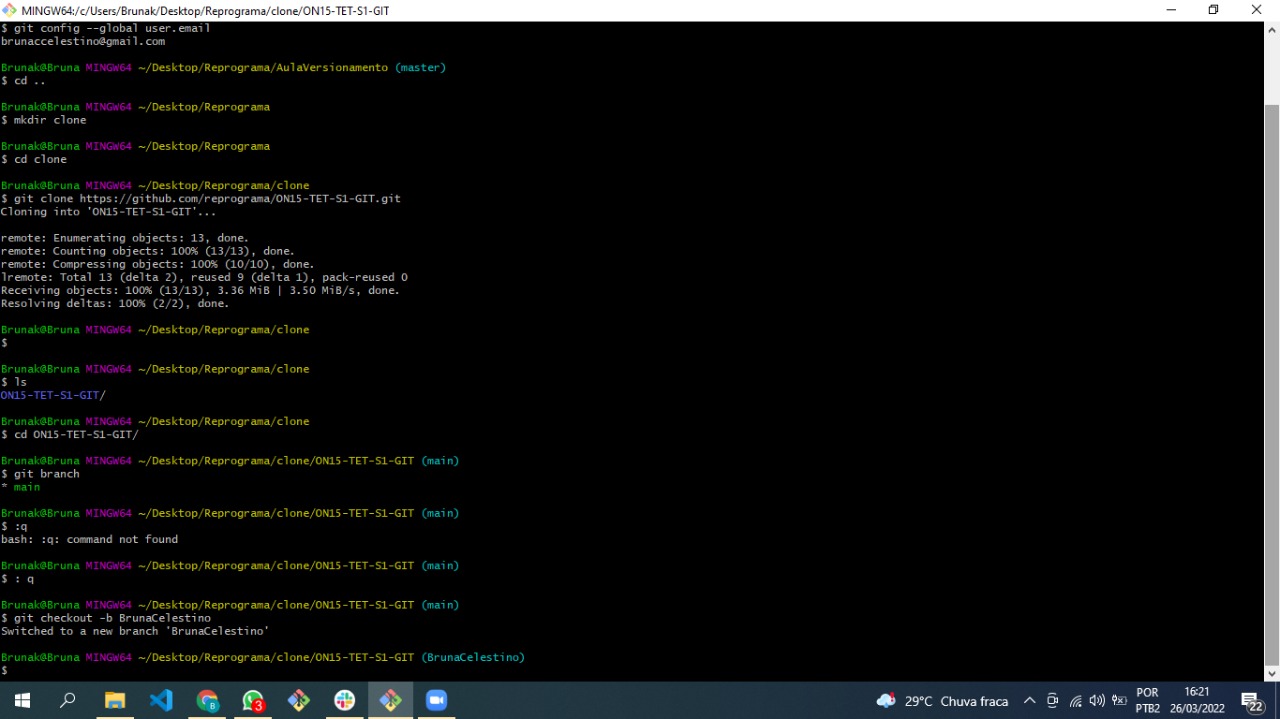 MINGW64:/c/Users/Brunak/Desktop/Reprograma/clone/ON15-TET-S1-GIT
$ git config --global user.email
brunaccelestino@gmail.com
Brunak@Bruna MINGW64 ~/Desktop/Reprograma/AulaVersionamento (master)
$ cd ..
Brunak@Bruna MINGW64 ~/Desktop/Reprograma
$ mkdir clone
Brunak@Bruna MINGW64 ~/Desktop/Reprograma
$ cd clone
Brunak@Bruna MINGW64 ~/Desktop/Reprograma/clone
$ git clone https://github.com/reprograma/ON15-TET-S1-GIT.git
Cloning into 'ON15-TET-S1-GIT'...
remote: Enumerating objects: 13, done.
remote: Counting objects: 100% (13/13), done.
remote: Compressing objects: 100% (10/10), done.
lremote: Total 13 (delta 2), reused 9 (delta 1), pack-reused 0
Receiving objects: 100% (13/13), 3.36 MiB | 3.50 MiB/s, done.
Resolving deltas: 100% (2/2), done.
Brunak@Bruna MINGW64 ~/Desktop/Reprograma/clone
$
Brunak@Bruna MINGW64 ~/Desktop/Reprograma/clone
$ ls
ON15-TET-S1-GIT/
Brunak@Bruna MINGW64 ~/Desktop/Reprograma/clone
$ cd ON15-TET-S1-GIT/
Brunak@Bruna MINGW64 ~/Desktop/Reprograma/clone/ON15-TET-S1-GIT (main)
$ git branch
* main
Brunak@Bruna MINGW64 ~/Desktop/Reprograma/clone/ON15-TET-S1-GIT (main)
$ :q
bash: :q: command not found
Brunak@Bruna MINGW64 ~/Desktop/Reprograma/clone/ON15-TET-S1-GIT (main)
$ : q
Brunak@Bruna MINGW64 ~/Desktop/Reprograma/clone/ON15-TET-S1-GIT (main)
$ git checkout -b BrunaCelestino
Switched to a new branch 'BrunaCelestino'
Brunak@Bruna MINGW64 ~/Desktop/Reprograma/clone/ON15-TET-S1-GIT (BrunaCelestino)
$
B
3
29°C Chuva fraca
POR
PTB2
16:21
26/03/2022
22